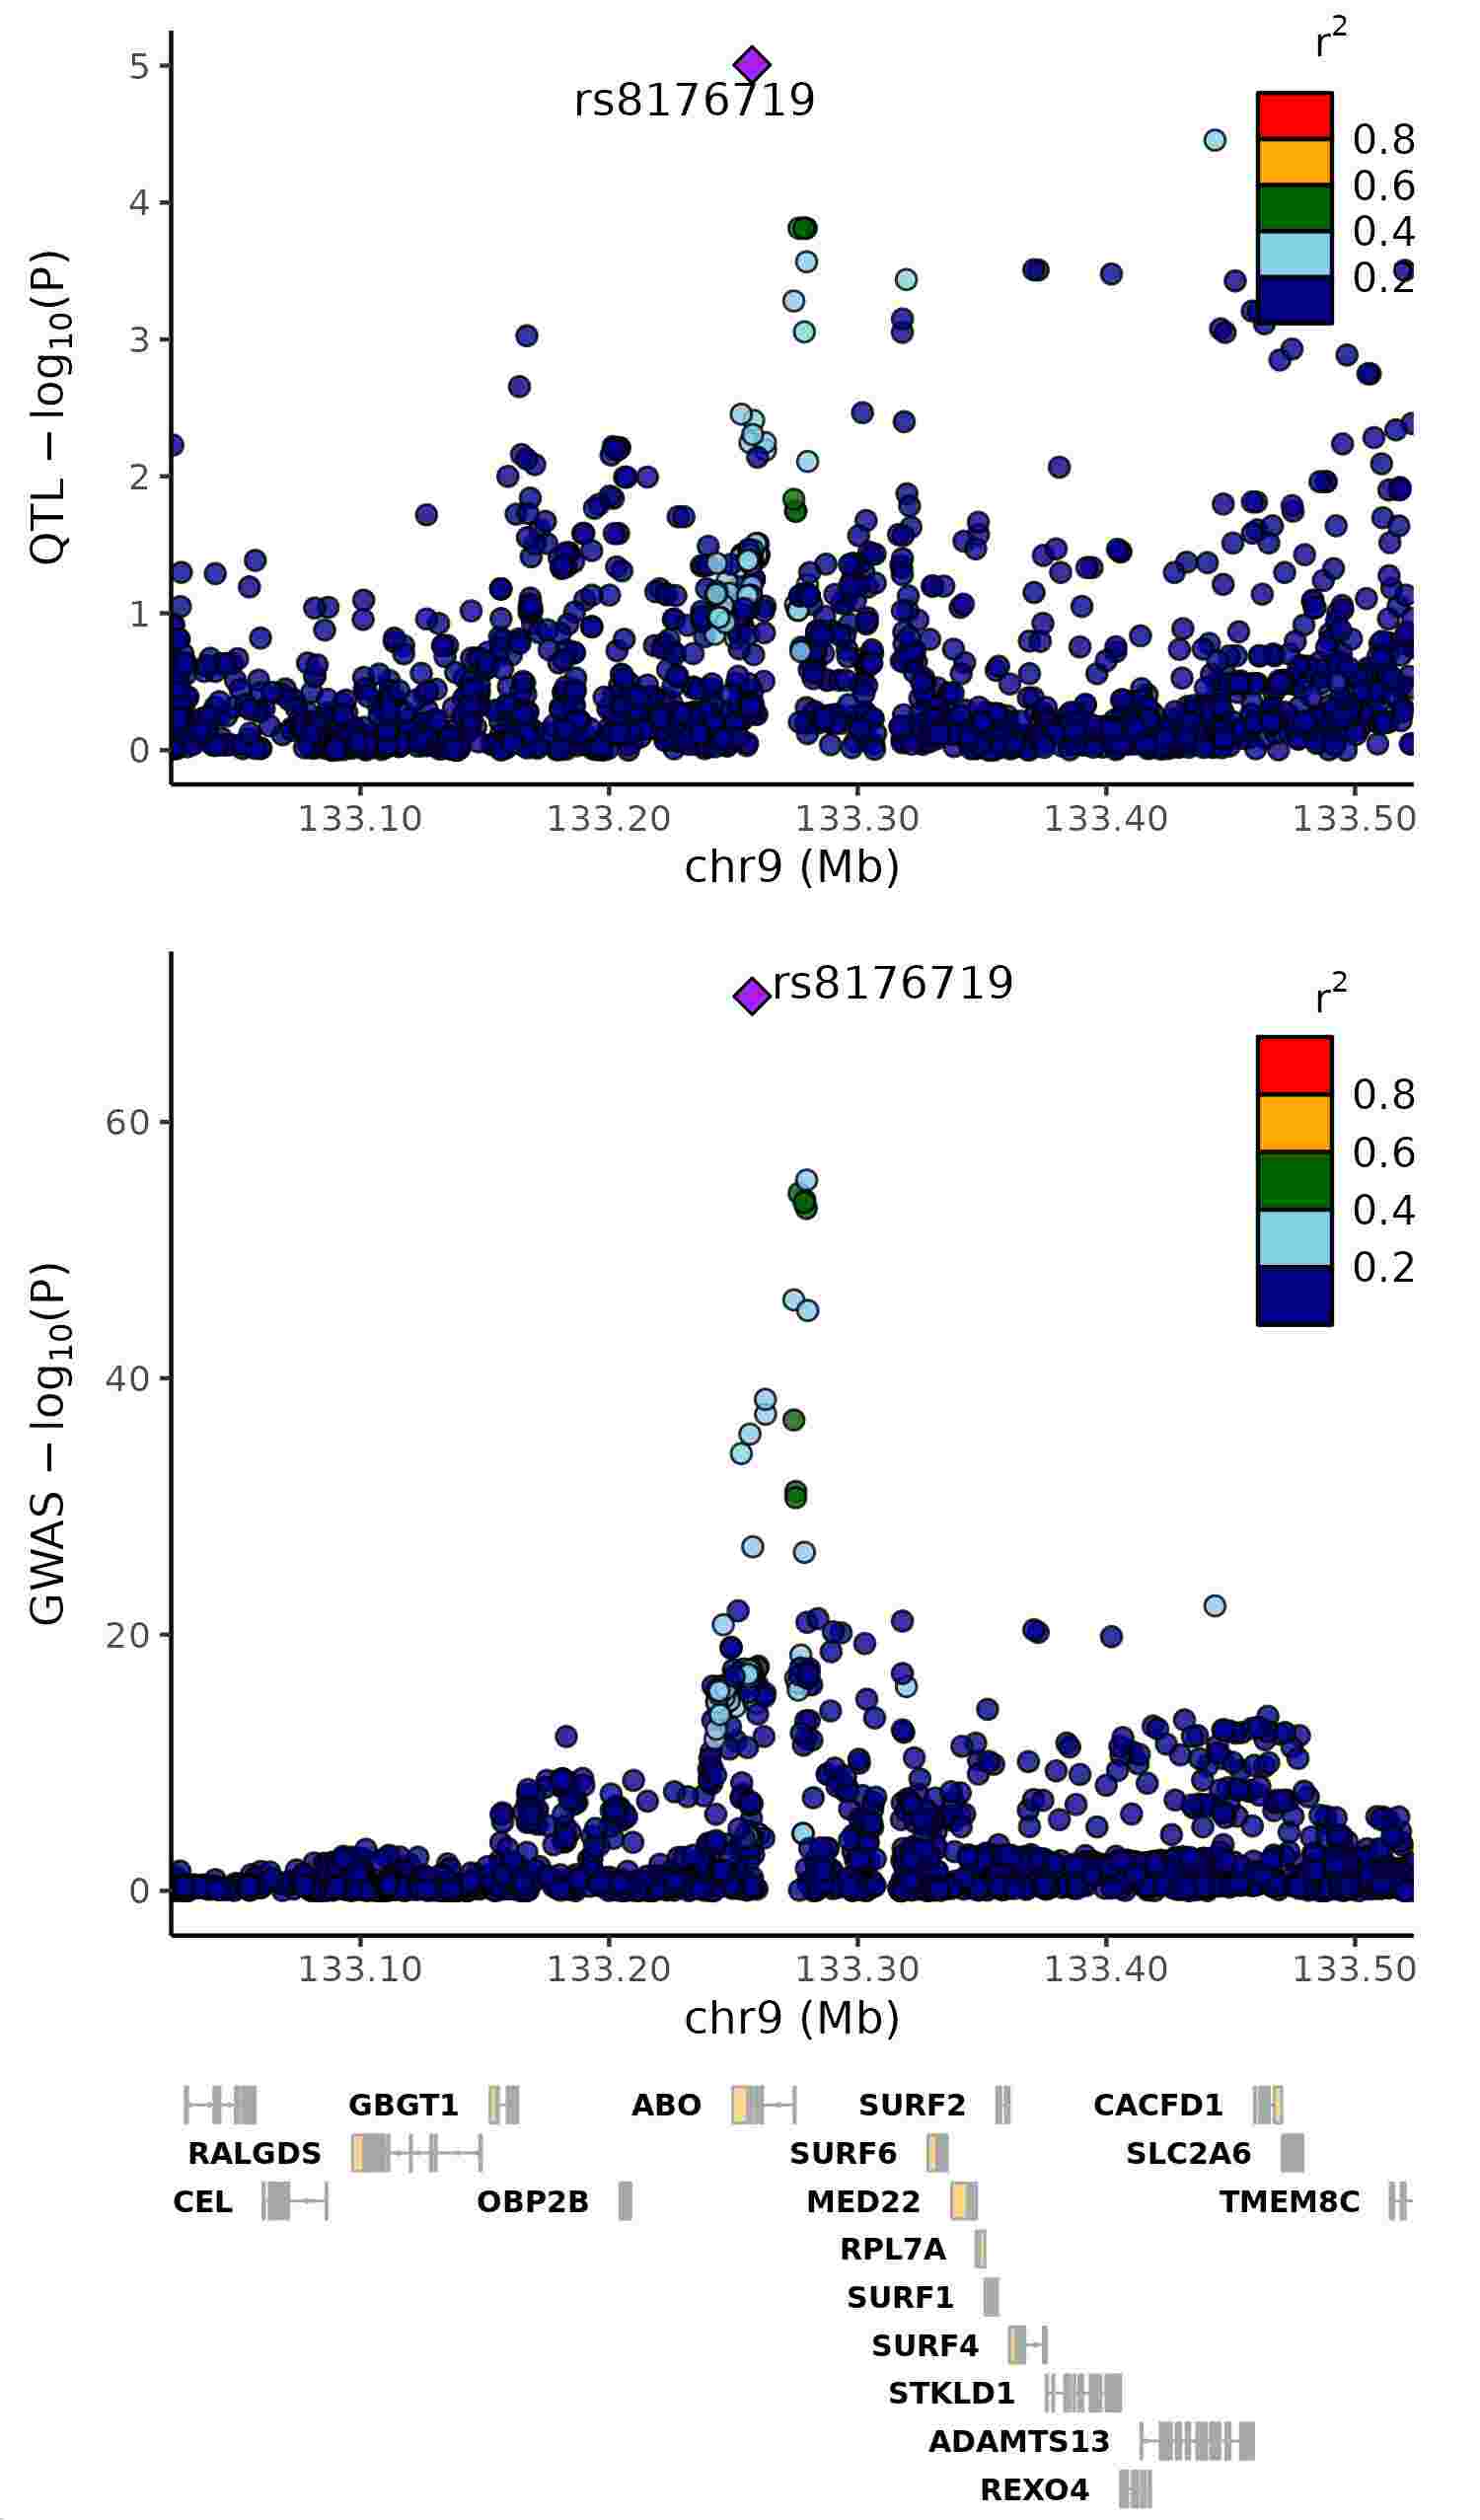 r2
5
rs8176719
0.8
4
0.6
0.4
0.2
3
2
1
0
QTL −log10(P)
133.10 133.20 133.30 133.40 133.50
chr9 (Mb)
rs8176719
r2
60
0.8
0.6
0.4
0.2
40
20
0
GWAS −log10(P)
133.10 133.20 133.30 133.40 133.50
chr9 (Mb)
GBGT1 ABO SURF2 CACFD1
RALGDS SURF6 SLC2A6
CEL OBP2B MED22 TMEM8C
RPL7A
SURF1
SURF4
STKLD1
ADAMTS13
REXO4